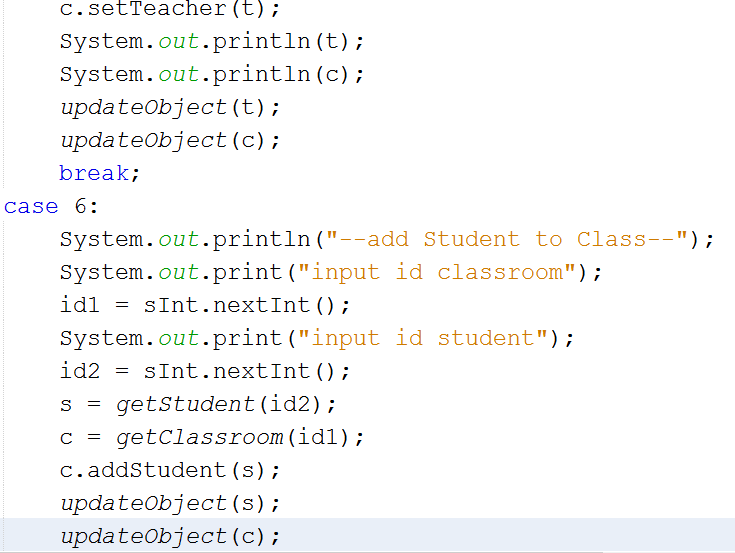 c.setTeacher(t);
System.out.println(t);
System.out.println(c);
updateObject(t);
updateObject(c);
break;
case 6:
System.out.println("--add Student to Class--");
System.out.print("input id classroom");
id1 = sInt.nextInt();
System.out.print("input id student");
id2 = sInt.nextInt();
s = getStudent(id2);
c = getClassroom(id1);
c.addStudent(s);
updateObject(s);
updateObject(c);